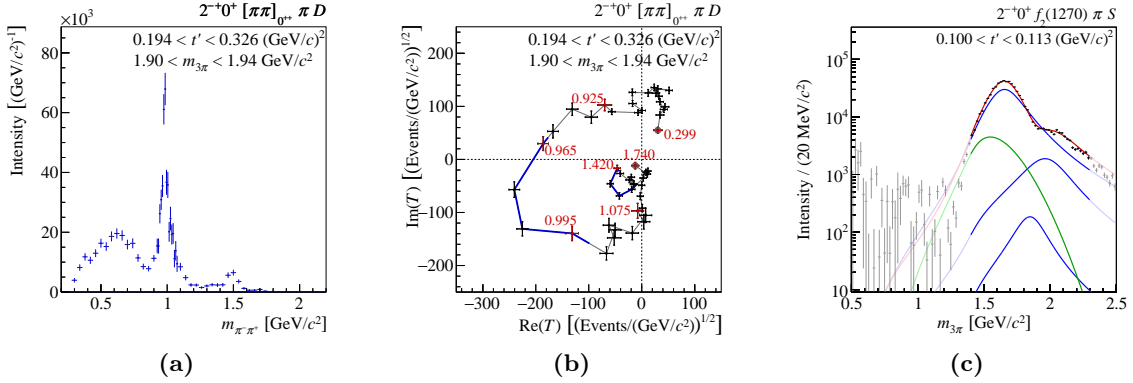 2⁻⁺0⁺ [ππ]₀₊₊ π D
×10³
0.194 < t' < 0.326 (GeV/c)²
1.90 < m₃π < 1.94 GeV/c²
Intensity [(GeV/c²)⁻¹]
80
60
40
20
0
0.5 1 1.5 2
m_π⁻π⁺ [GeV/c²]
(a)
2⁻⁺0⁺ [ππ]₀₊₊ π D
0.194 < t' < 0.326 (GeV/c)²
1.90 < m₃π < 1.94 GeV/c²
Im(T) [(Events/(GeV/c²))^1/2]
200
100
0
−100
−200
0.925
0.299
0.965
1.740
1.420
1.075
0.995
−300 −200 −100 0 100
Re(T) [(Events/(GeV/c²))^1/2]
(b)
2⁻⁺0⁺ f₂(1270) π S
0.100 < t' < 0.113 (GeV/c)²
Intensity / (20 MeV/c²)
10⁵
10⁴
10³
10²
10
0.5 1.0 1.5 2.0 2.5
m₃π [GeV/c²]
(c)